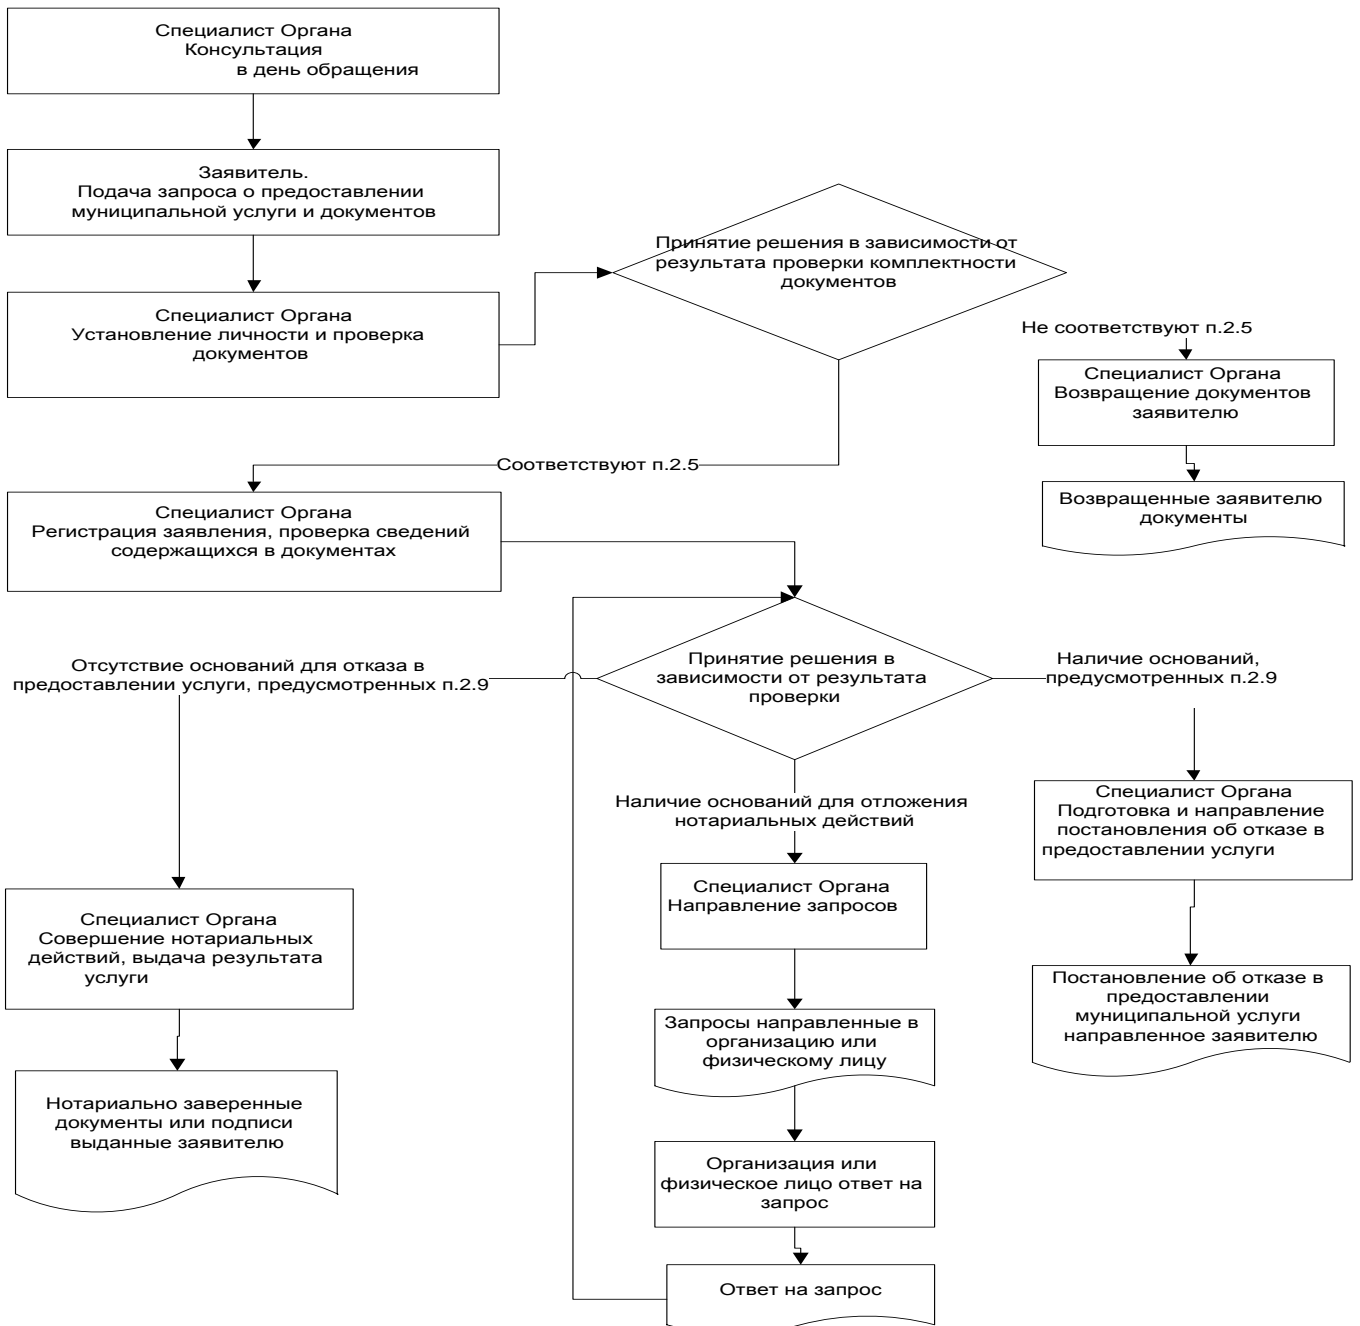 Специалист Органа
Консультация
в день обращения
Заявитель.
Подача запроса о предоставлении
муниципальной услуги и документов
Специалист Органа
Установление личности и проверка
документов
Принятие решения в зависимости от
результата проверки комплектности
документов
Не соответствуют п.2.5
Специалист Органа
Возвращение документов
заявителю
Возвращенные заявителю
документы
Соответствуют п.2.5
Специалист Органа
Регистрация заявления, проверка сведений
содержащихся в документах
Принятие решения в
зависимости от результата
проверки
Отсутствие оснований для отказа в
предоставлении услуги, предусмотренных п.2.9
Наличие оснований,
предусмотренных п.2.9
Наличие оснований для отложения
нотариальных действий
Специалист Органа
Подготовка и направление
постановления об отказе в
предоставлении услуги
Специалист Органа
Направление запросов
Специалист Органа
Совершение нотариальных
действий, выдача результата
услуги
Постановление об отказе в
предоставлении
муниципальной услуги
направленное заявителю
Запросы направленные в
организацию или
физическому лицу
Нотариально заверенные
документы или подписи
выданные заявителю
Организация или
физическое лицо ответ на
запрос
Ответ на запрос